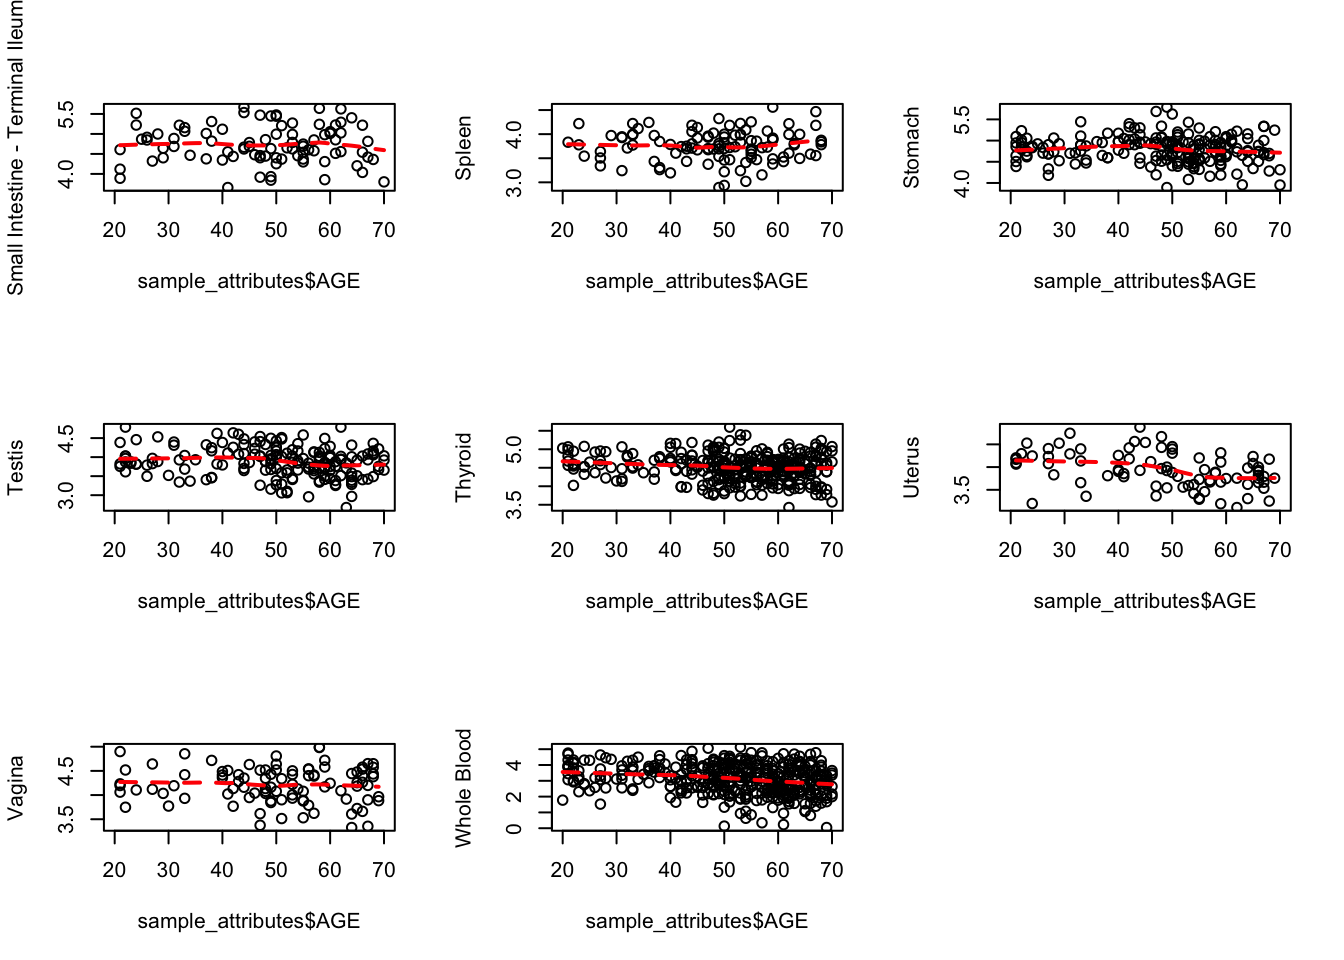 Small Intestine - Terminal Ileum
4.0 5.5
20 30 40 50 60 70
sample_attributes$AGE
Spleen
3.0 4.0
20 30 40 50 60 70
sample_attributes$AGE
Stomach
4.0 5.5
20 30 40 50 60 70
sample_attributes$AGE
Testis
3.0 4.5
20 30 40 50 60 70
sample_attributes$AGE
Thyroid
3.5 5.0
20 30 40 50 60 70
sample_attributes$AGE
Uterus
3.5
20 30 40 50 60 70
sample_attributes$AGE
Vagina
3.5 4.5
20 30 40 50 60 70
sample_attributes$AGE
Whole Blood
0 2 4
20 30 40 50 60 70
sample_attributes$AGE